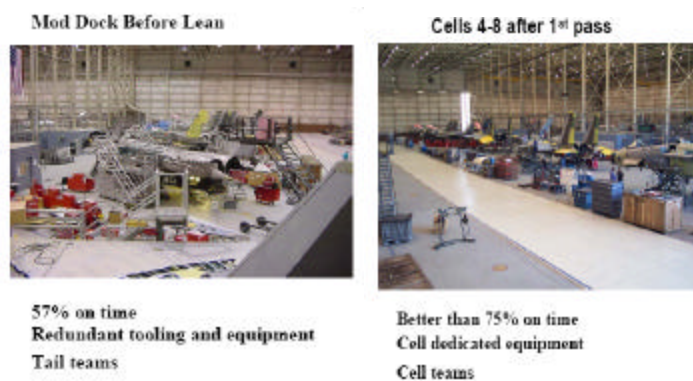 Mod Dock Before Lean
Cells 4-8 after 1st pass
57% on time
Redundant tooling and equipment
Tail teams
Better than 75% on time
Cell dedicated equipment
Cell teams